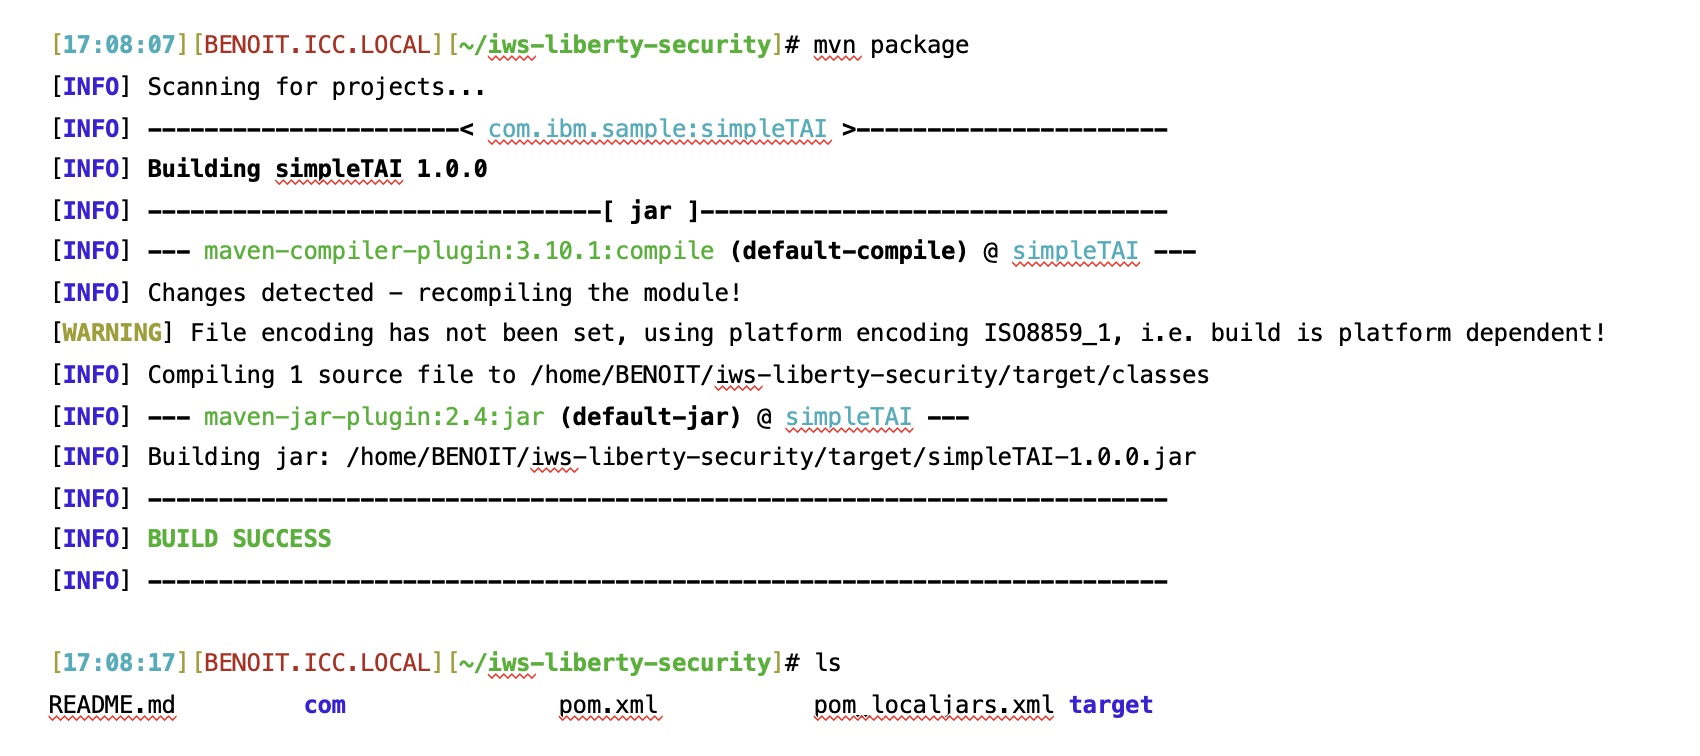 [17:08:07][BENOIT.ICC.LOCAL][~/iws-liberty-security]# mvn package
[INFO] Scanning for projects...
[INFO] ----------------------< com.ibm.sample:simpleTAI >----------------------
[INFO] Building simpleTAI 1.0.0
[INFO] --------------------------------[ jar ]---------------------------------
[INFO] --- maven-compiler-plugin:3.10.1:compile (default-compile) @ simpleTAI ---
[INFO] Changes detected - recompiling the module!
[WARNING] File encoding has not been set, using platform encoding ISO8859_1, i.e. build is platform dependent!
[INFO] Compiling 1 source file to /home/BENOIT/iws-liberty-security/target/classes
[INFO] --- maven-jar-plugin:2.4:jar (default-jar) @ simpleTAI ---
[INFO] Building jar: /home/BENOIT/iws-liberty-security/target/simpleTAI-1.0.0.jar
[INFO] ------------------------------------------------------------------------
[INFO] BUILD SUCCESS
[INFO] ------------------------------------------------------------------------
[17:08:17][BENOIT.ICC.LOCAL][~/iws-liberty-security]# ls
README.md         com               pom.xml           pom_localjars.xml target